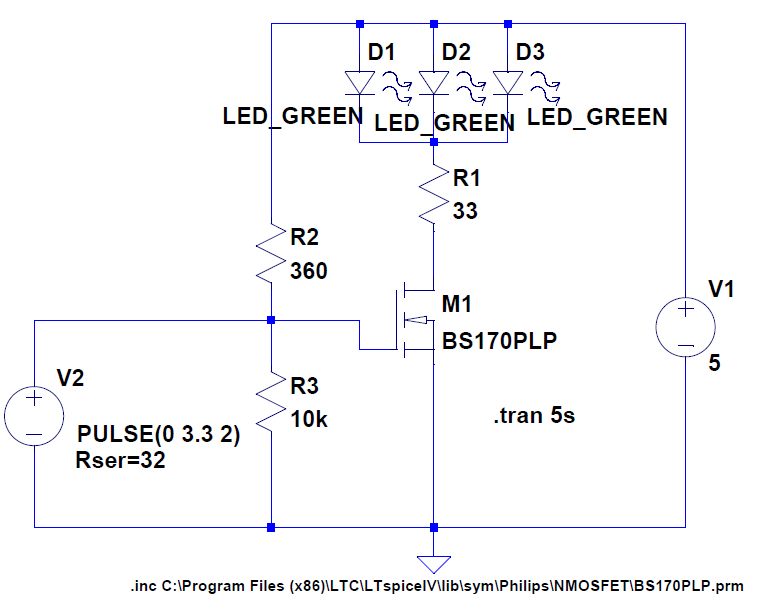 D1
D2
D3
LED_GREEN
LED_GREEN
LED_GREEN
R1
33
R2
360
V1
5
M1
BS170PLP
V2
R3
10k
.tran 5s
PULSE(0 3.3 2)
Rser=32
.inc C:\Program Files (x86)\LTC\LTspiceIV\lib\sym\Philips\NMOSFET\BS170PLP.prm